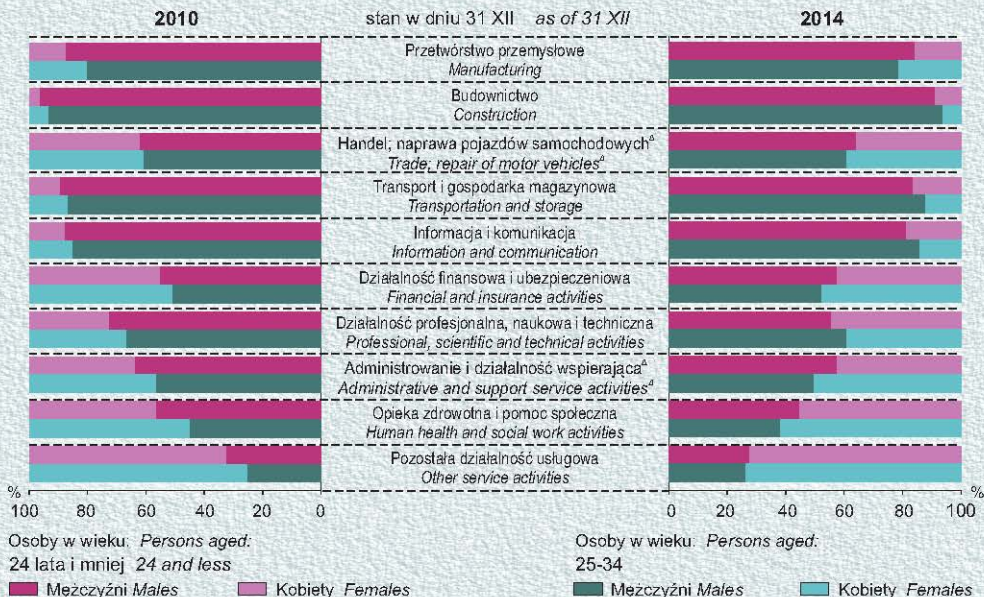 2010 stan w dniu 31 XII as of 31 XII 2014
Przetwórstwo przemysłowe
Manufacturing
Budownictwo
Construction
Handel; naprawa pojazdów samochodowychΔ
Trade; repair of motor vehiclesΔ
Transport i gospodarka magazynowa
Transportation and storage
Informacja i komunikacja
Information and communication
Działalność finansowa i ubezpieczeniowa
Financial and insurance activities
Działalność profesjonalna, naukowa i techniczna
Professional, scientific and technical activities
Administrowanie i działalność wspierającaΔ
Administrative and support service activitiesΔ
Opieka zdrowotna i pomoc społeczna
Human health and social work activities
Pozostała działalność usługowa
Other service activities
% %
100 80 60 40 20 0 0 20 40 60 80 100
Osoby w wieku: Persons aged: Osoby w wieku: Persons aged:
24 lata i mniej 24 and less 25-34
Mężczyźni Males Kobiety Females Mężczyźni Males Kobiety Females